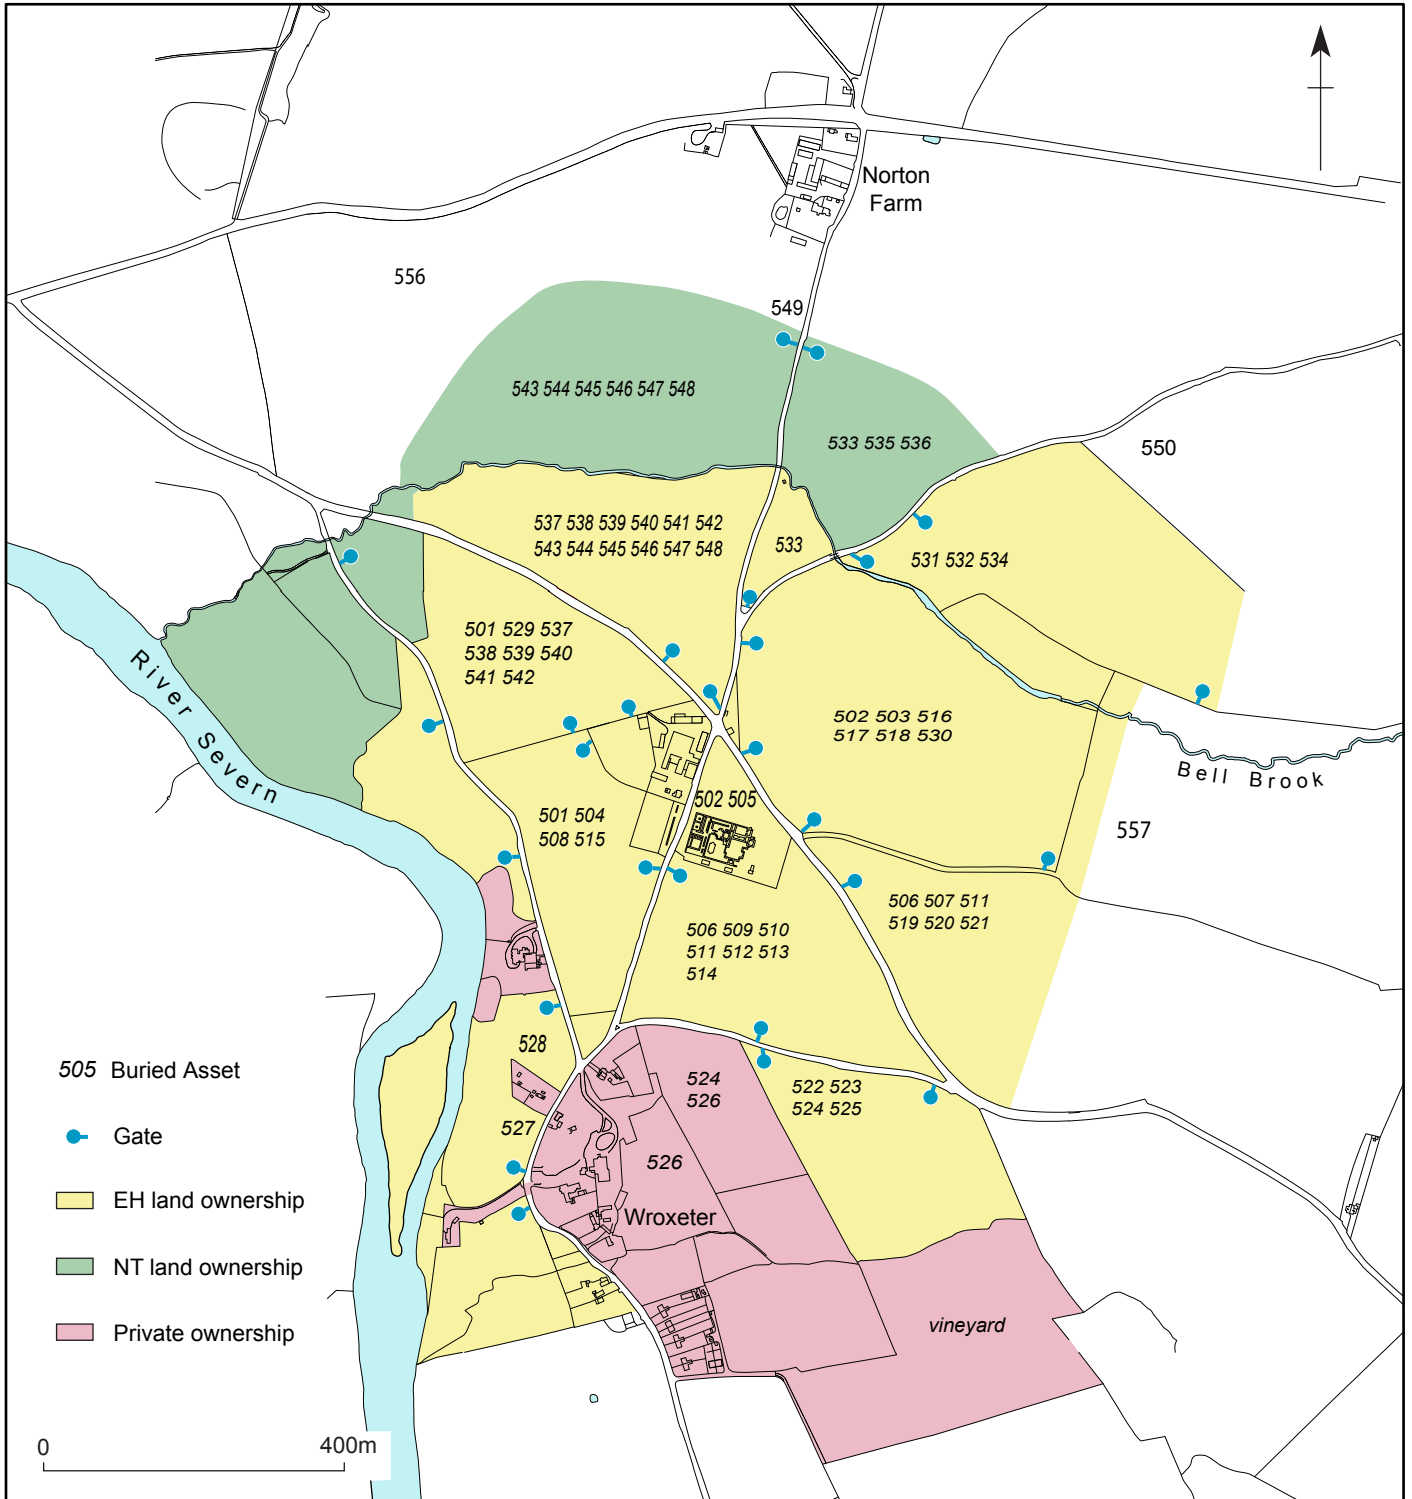 Norton
Farm
556
549
543 544 545 546 547 548
533 535 536
550
537 538 539 540 541 542
543 544 545 546 547 548
533
531 532 534
501 529 537
538 539 540
541 542
River Severn
502 503 516
517 518 530
Bell Brook
502 505
501 504
508 515
557
506 507 511
519 520 521
506 509 510
511 512 513
514
528
524
526
522 523
524 525
527
526
Wroxeter
vineyard
505 Buried Asset
Gate
EH land ownership
NT land ownership
Private ownership
0 400m